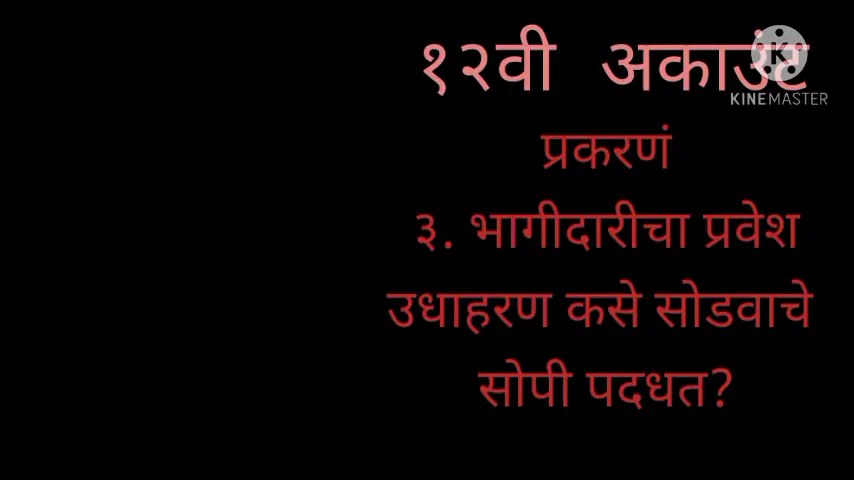 १२वी अकाउंट
KINEMASTER
प्रकरणं
३. भागीदारीचा प्रवेश
उधाहरण कसे सोडवाचे
सोपी पदधत?